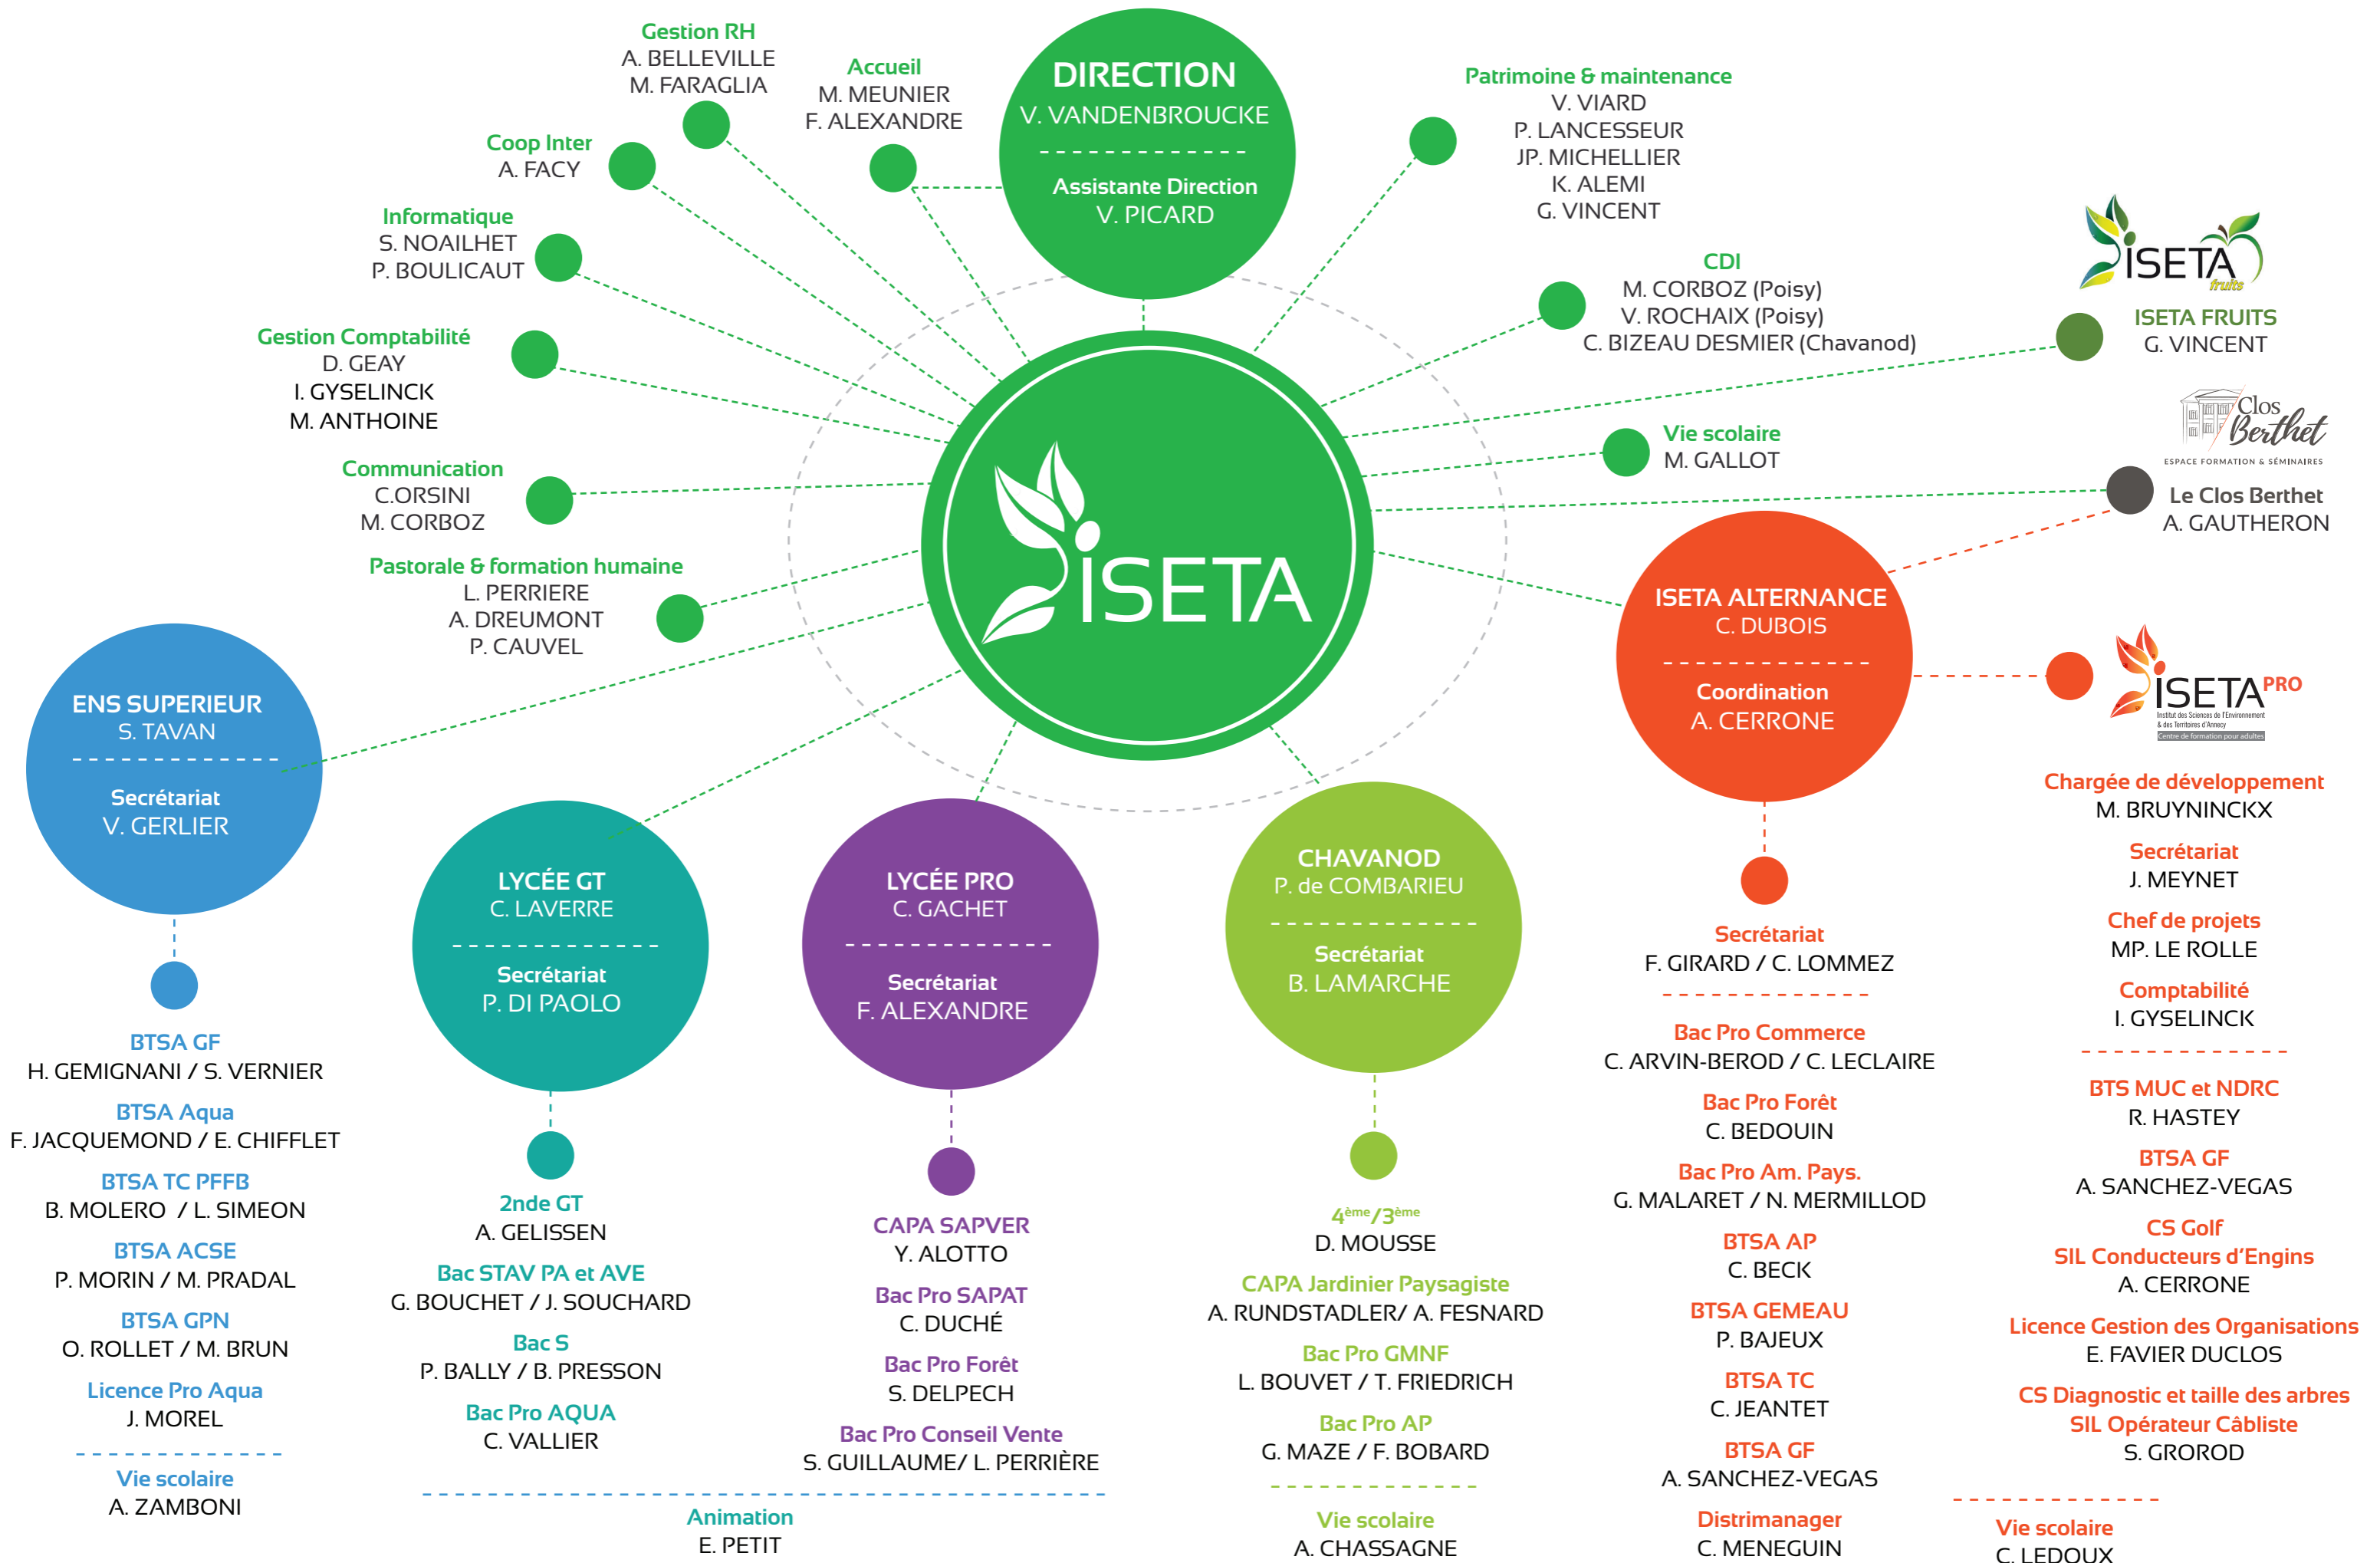 Gestion RH
A. BELLEVILLE
M. FARAGLIA
Accueil
M. MEUNIER
F. ALEXANDRE
DIRECTION
V. VANDENBROUCKE
Assistante Direction
V. PICARD
Patrimoine & maintenance
V. VIARD
P. LANCESSEUR
JP. MICHELLIER
K. ALEMI
G. VINCENT
Coop Inter
A. FACY
Informatique
S. NOAILHET
P. BOULICAUT
CDI
M. CORBOZ (Poisy)
V. ROCHAIX (Poisy)
C. BIZEAU DESMIER (Chavanod)
ISETA
fruits
ISETA FRUITS
G. VINCENT
Gestion Comptabilité
D. GEAY
I. GYSELINCK
M. ANTHOINE
Clos
Berthet
ESPACE FORMATION & SÉMINAIRES
Le Clos Berthet
A. GAUTHERON
Vie scolaire
M. GALLOT
Communication
C.ORSINI
M. CORBOZ
Pastorale & formation humaine
L. PERRIERE
A. DREUMONT
P. CAUVEL
ISETA
ISETA ALTERNANCE
C. DUBOIS
Coordination
A. CERRONE
ISETA PRO
Institut des Sciences de l'Environnement
& des Territoires d'Annecy
Centre de formation pour adultes
ENS SUPERIEUR
S. TAVAN
Secrétariat
V. GERLIER
LYCÉE GT
C. LAVERRE
Secrétariat
P. DI PAOLO
LYCÉE PRO
C. GACHET
Secrétariat
F. ALEXANDRE
CHAVANOD
P. de COMBARIEU
Secrétariat
B. LAMARCHE
BTSA GF
H. GEMIGNANI / S. VERNIER
BTSA Aqua
F. JACQUEMOND / E. CHIFFLET
BTSA TC PFFB
B. MOLERO / L. SIMEON
BTSA ACSE
P. MORIN / M. PRADAL
BTSA GPN
O. ROLLET / M. BRUN
Licence Pro Aqua
J. MOREL
Vie scolaire
A. ZAMBONI
2nde GT
A. GELISSEN
Bac STAV PA et AVE
G. BOUCHET / J. SOUCHARD
Bac S
P. BALLY / B. PRESSON
Bac Pro AQUA
C. VALLIER
CAPA SAPVER
Y. ALOTTO
Bac Pro SAPAT
C. DUCHÉ
Bac Pro Forêt
S. DELPECH
Bac Pro Conseil Vente
S. GUILLAUME/ L. PERRIÈRE
Animation
E. PETIT
4ème/3ème
D. MOUSSE
CAPA Jardinier Paysagiste
A. RUNDSTADLER/ A. FESNARD
Bac Pro GMNF
L. BOUVET / T. FRIEDRICH
Bac Pro AP
G. MAZE / F. BOBARD
Vie scolaire
A. CHASSAGNE
Secrétariat
F. GIRARD / C. LOMMEZ
Bac Pro Commerce
C. ARVIN-BEROD / C. LECLAIRE
Bac Pro Forêt
C. BEDOUIN
Bac Pro Am. Pays.
G. MALARET / N. MERMILLOD
BTSA AP
C. BECK
BTSA GEMEAU
P. BAJEUX
BTSA TC
C. JEANTET
BTSA GF
A. SANCHEZ-VEGAS
Distrimanager
C. MENEGUIN
Chargée de développement
M. BRUYNINCKX
Secrétariat
J. MEYNET
Chef de projets
MP. LE ROLLE
Comptabilité
I. GYSELINCK
BTS MUC et NDRC
R. HASTEY
BTSA GF
A. SANCHEZ-VEGAS
CS Golf
SIL Conducteurs d'Engins
A. CERRONE
Licence Gestion des Organisations
E. FAVIER DUCLOS
CS Diagnostic et taille des arbres
SIL Opérateur Câbliste
S. GROROD
Vie scolaire
C. LEDOUX